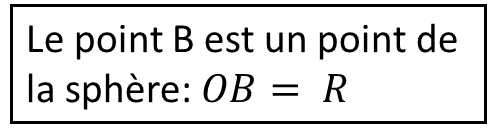 Le point B est un point de
la sphère: OB = R